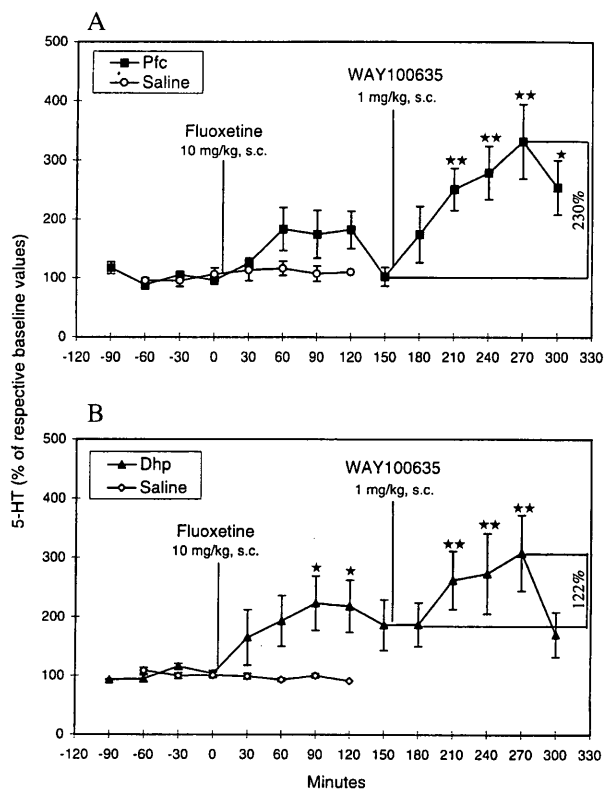 A
500
400
300
200
100
0
Pfc
Saline
Fluoxetine
10 mg/kg, s.c.
WAY100635
1 mg/kg, s.c.
★★
★★
★★
★
230%
-120 -90 -60 -30 0 30 60 90 120 150 180 210 240 270 300 330
5-HT (% of respective baseline values)
B
500
400
300
200
100
0
Dhp
Saline
Fluoxetine
10 mg/kg, s.c.
WAY100635
1 mg/kg, s.c.
★
★
★★
★★
★★
122%
-120 -90 -60 -30 0 30 60 90 120 150 180 210 240 270 300 330
Minutes